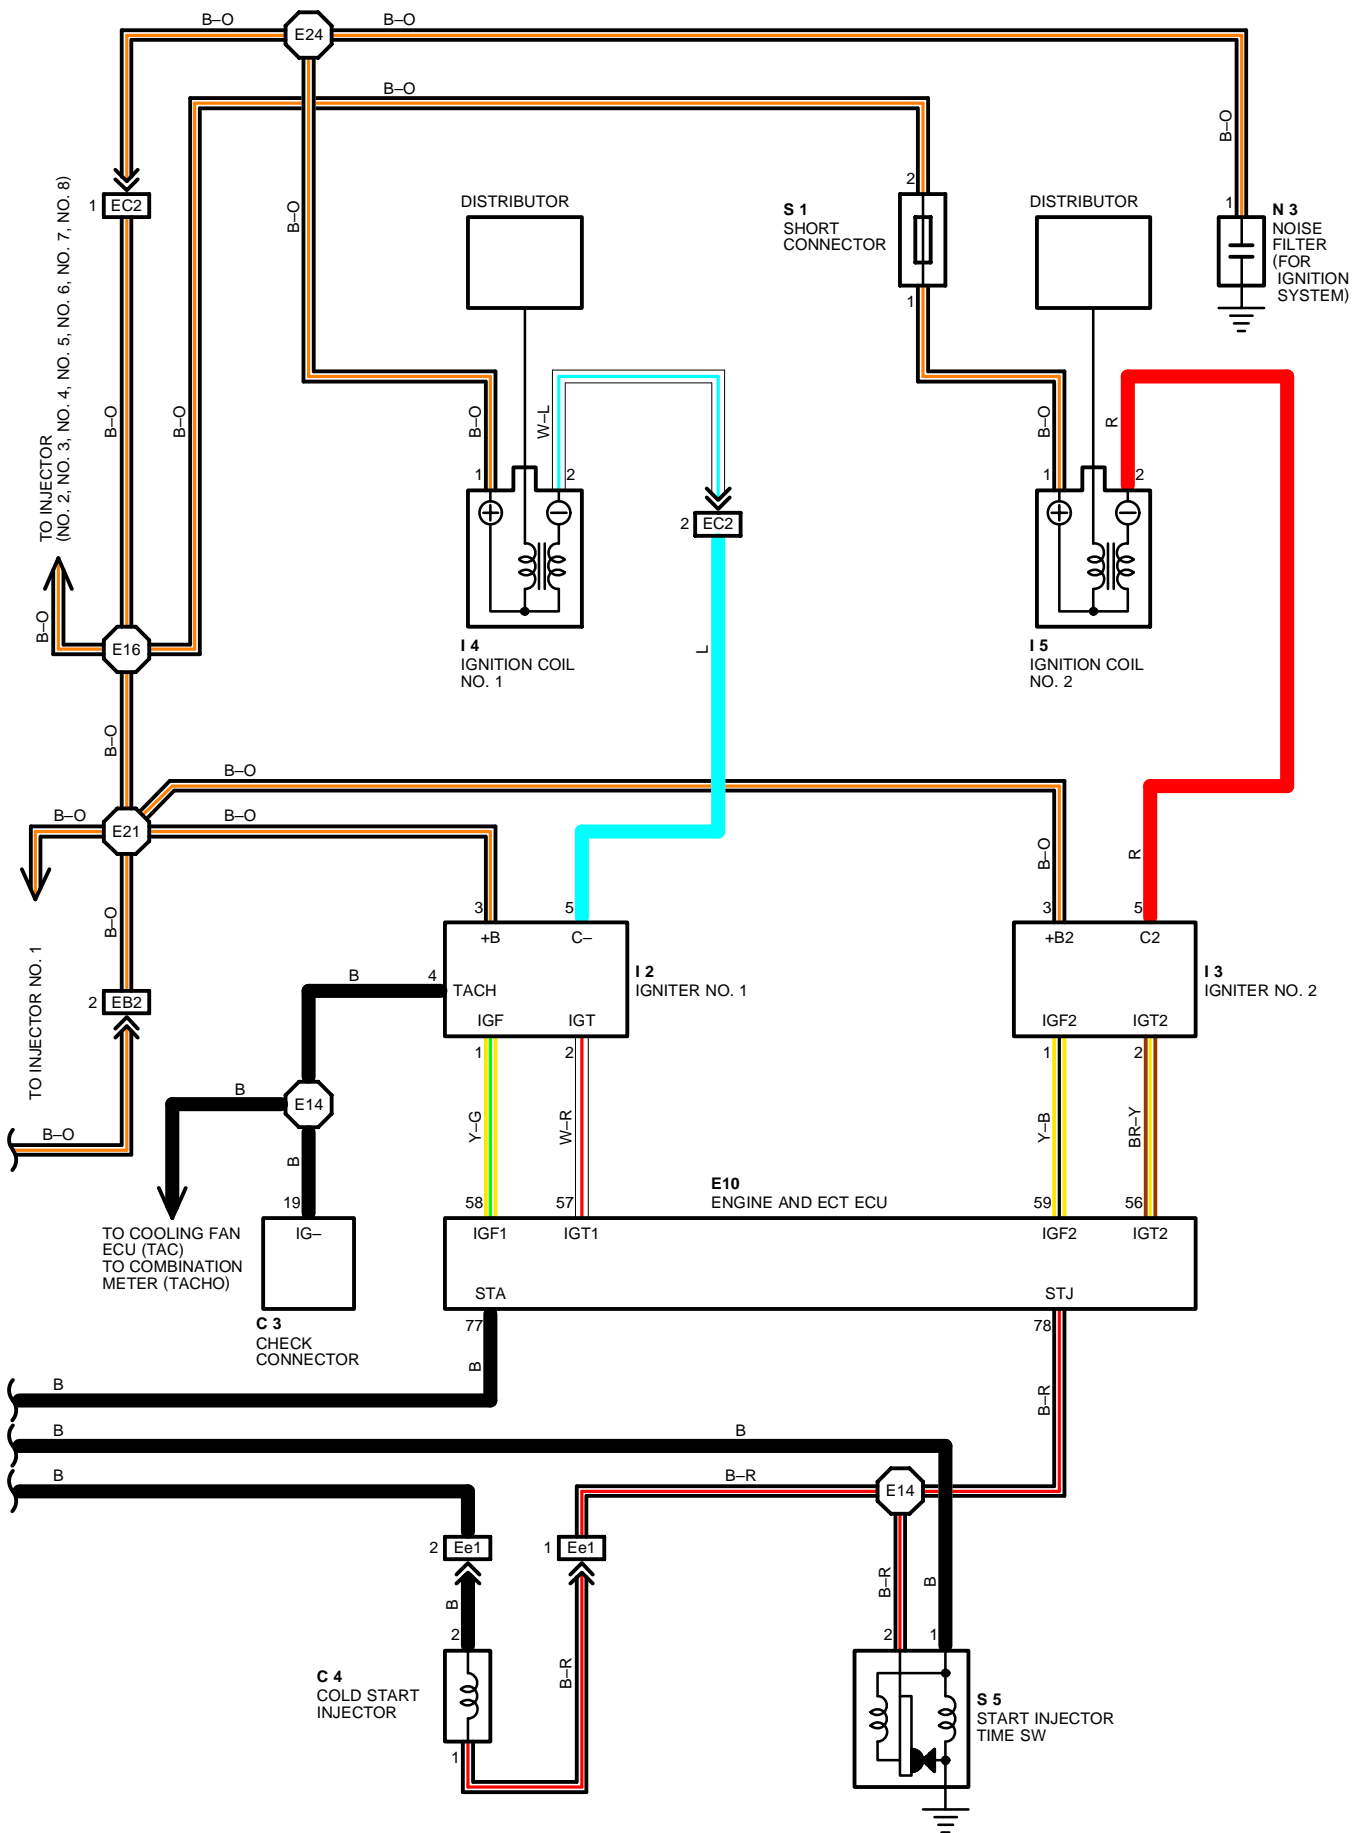 B–O
E24
B–O
B–O
B–O
1 EC2
TO INJECTOR
(NO. 2, NO. 3, NO. 4, NO. 5, NO. 6, NO. 7, NO. 8)
B–O
DISTRIBUTOR
2
S 1
SHORT
CONNECTOR
1
DISTRIBUTOR
1
N 3
NOISE
FILTER
(FOR
IGNITION
SYSTEM)
B–O
B–O
B–O
W–L
B–O
R
1
2
2 EC2
1
2
B–O
E16
I 4
IGNITION COIL
NO. 1
L
I 5
IGNITION COIL
NO. 2
B–O
B–O
B–O
E21
B–O
B–O
R
B–O
3
5
3
5
+B
C–
+B2
C2
TO INJECTOR NO. 1
2 EB2
B
4
TACH
I 2
IGNITER NO. 1
I 3
IGNITER NO. 2
IGF
IGT
IGF2
IGT2
1
2
1
2
B
E14
B–O
Y–G
W–R
Y–B
BR–Y
B
19
58
57
E10
ENGINE AND ECT ECU
59
56
TO COOLING FAN
ECU (TAC)
TO COMBINATION
METER (TACHO)
IG–
IGF1
IGT1
IGF2
IGT2
STA
STJ
C 3
CHECK
CONNECTOR
77
78
B
B
B–R
B
B
B
B–R
E14
2 Ee1
1 Ee1
B
B–R
B–R
B
2
2
1
C 4
COLD START
INJECTOR
1
S 5
START INJECTOR
TIME SW